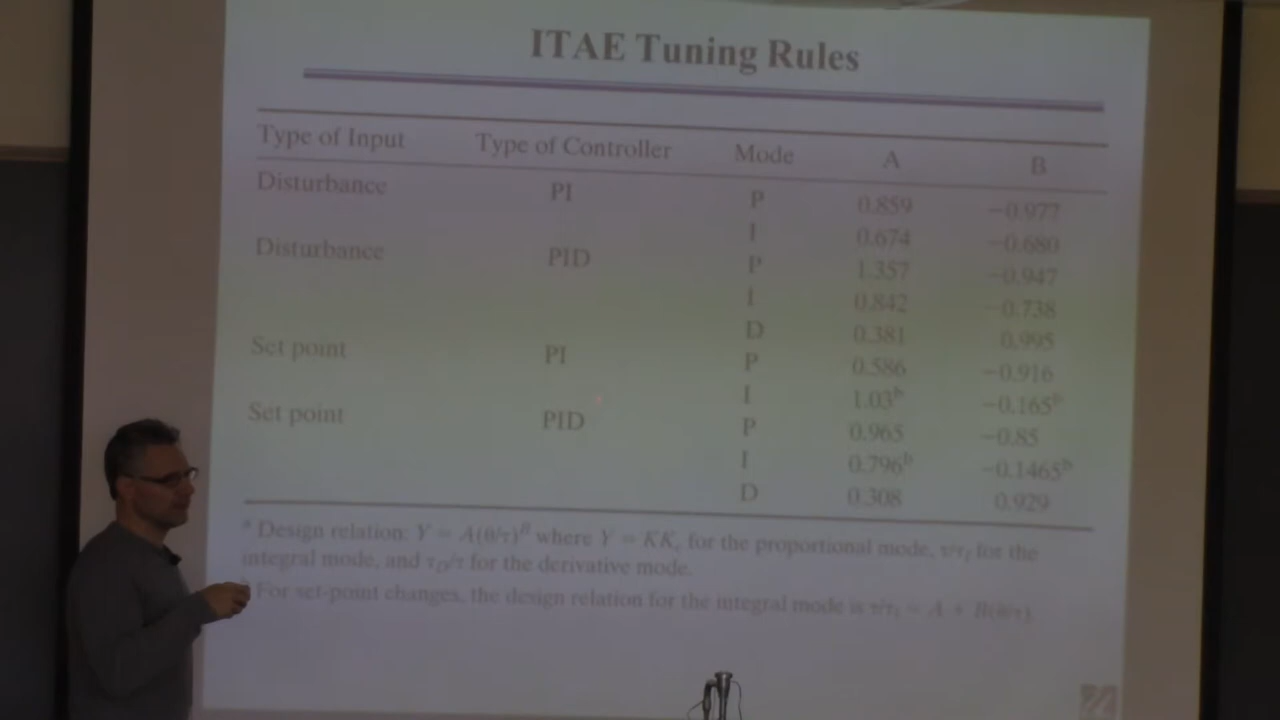 ITAE Tuning Rules
Type of Input Type of Controller Mode A B
Disturbance PI P 0.859 −0.977
I 0.674 −0.680
Disturbance PID P 1.357 −0.947
I 0.842 −0.738
D 0.381 0.995
Set point PI P 0.586 −0.916
I 1.03ᵇ −0.165ᵇ
Set point PID P 0.965 −0.85
I 0.796ᵇ −0.1465ᵇ
D 0.308 0.929
ᵃ Design relation: Y = A(θ/τ)ᴮ where Y = KK꜀ for the proportional mode, τ/τ_I for the
integral mode, and τ_D/τ for the derivative mode.
For set-point changes, the design relation for the integral mode is τ/τ_I = A + B(θ/τ).